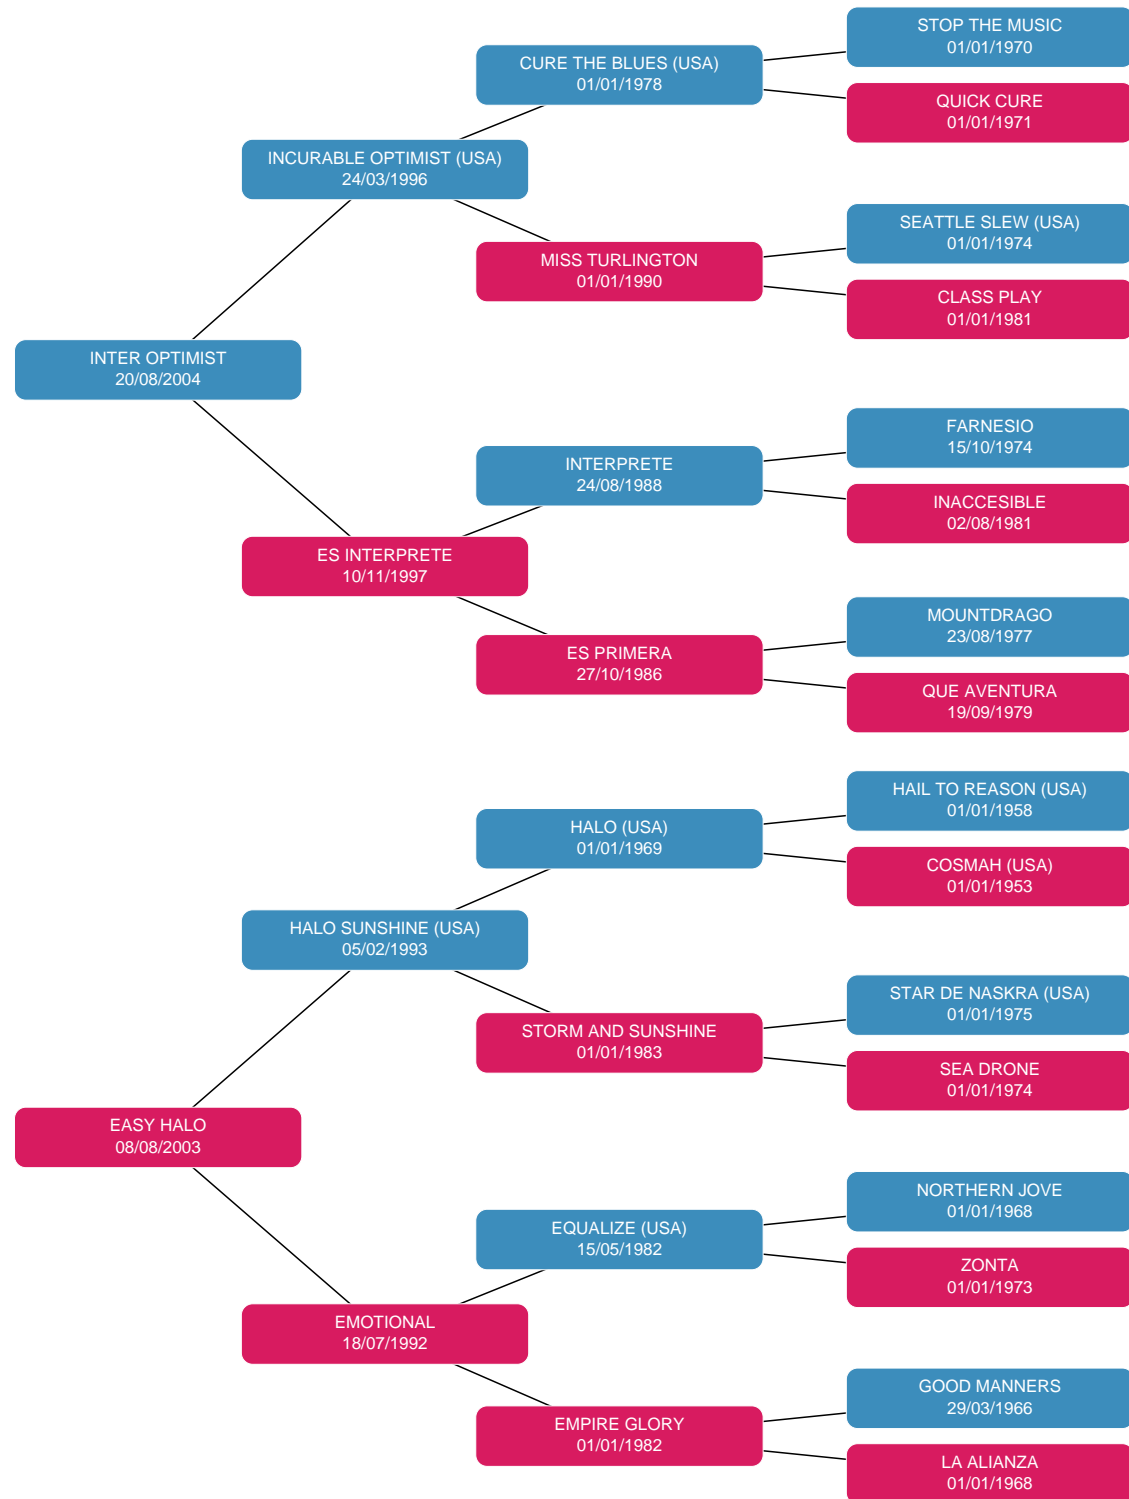 STOP THE MUSIC
01/01/1970
CURE THE BLUES (USA)
01/01/1978
QUICK CURE
01/01/1971
INCURABLE OPTIMIST (USA)
24/03/1996
SEATTLE SLEW (USA)
01/01/1974
MISS TURLINGTON
01/01/1990
CLASS PLAY
01/01/1981
INTER OPTIMIST
20/08/2004
FARNESIO
15/10/1974
INTERPRETE
24/08/1988
INACCESIBLE
02/08/1981
ES INTERPRETE
10/11/1997
MOUNTDRAGO
23/08/1977
ES PRIMERA
27/10/1986
QUE AVENTURA
19/09/1979
HAIL TO REASON (USA)
01/01/1958
HALO (USA)
01/01/1969
COSMAH (USA)
01/01/1953
HALO SUNSHINE (USA)
05/02/1993
STAR DE NASKRA (USA)
01/01/1975
STORM AND SUNSHINE
01/01/1983
SEA DRONE
01/01/1974
EASY HALO
08/08/2003
NORTHERN JOVE
01/01/1968
EQUALIZE (USA)
15/05/1982
ZONTA
01/01/1973
EMOTIONAL
18/07/1992
GOOD MANNERS
29/03/1966
EMPIRE GLORY
01/01/1982
LA ALIANZA
01/01/1968